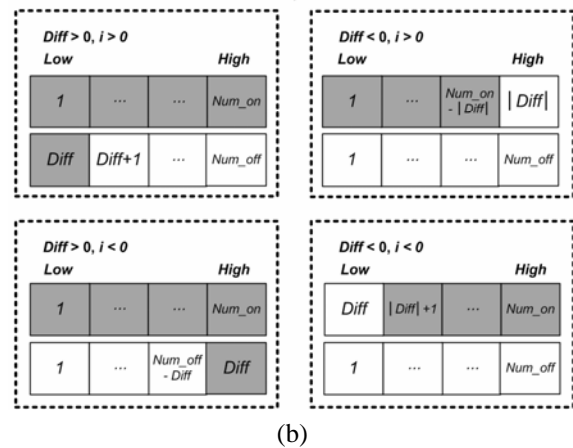 Diff > 0, i > 0
Low High
1 ... ... Num_on
Diff Diff+1 ... Num_off
Diff < 0, i > 0
Low High
1 ... Num_on - |Diff| |Diff|
1 ... ... Num_off
Diff > 0, i < 0
Low High
1 ... ... Num_on
1 ... Num_off - Diff Diff
Diff < 0, i < 0
Low High
Diff |Diff| +1 ... Num_on
1 ... ... Num_off
(b)